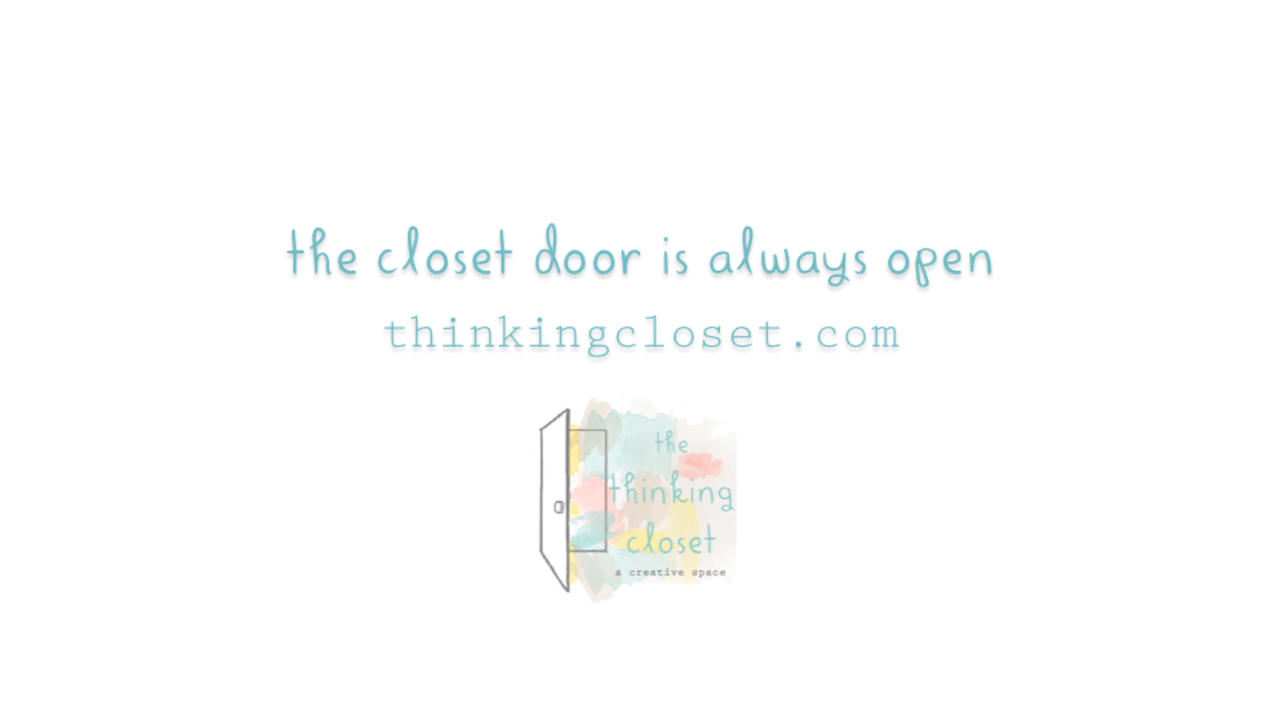 the closet door is always open
thinkingcloset.com
the
thinking
closet
a creative space